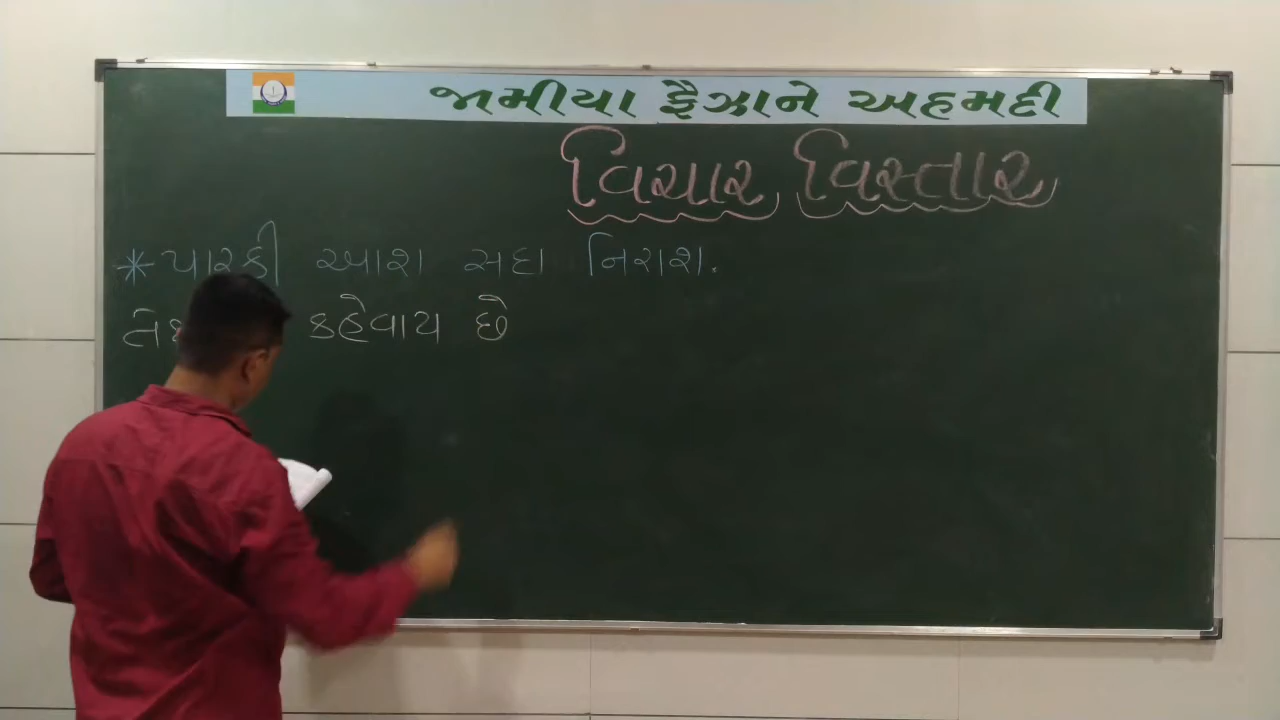 જામીયા ફૈઝાને અહમદી
વિચાર વિસ્તાર
* પારકી આશ સદા નિરાશ.
કહેવાય છે